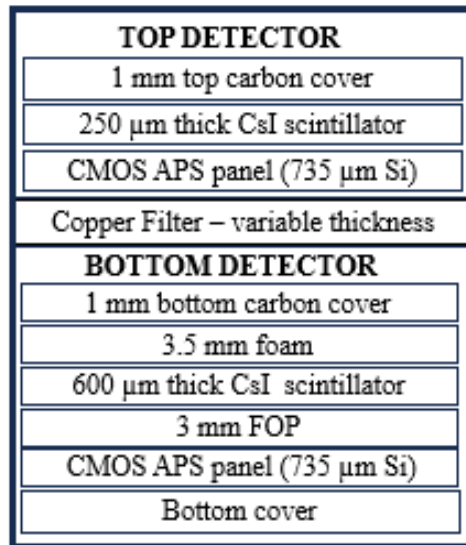 TOP DETECTOR
1 mm top carbon cover
250 µm thick CsI scintillator
CMOS APS panel (735 µm Si)
Copper Filter – variable thickness
BOTTOM DETECTOR
1 mm bottom carbon cover
3.5 mm foam
600 µm thick CsI scintillator
3 mm FOP
CMOS APS panel (735 µm Si)
Bottom cover